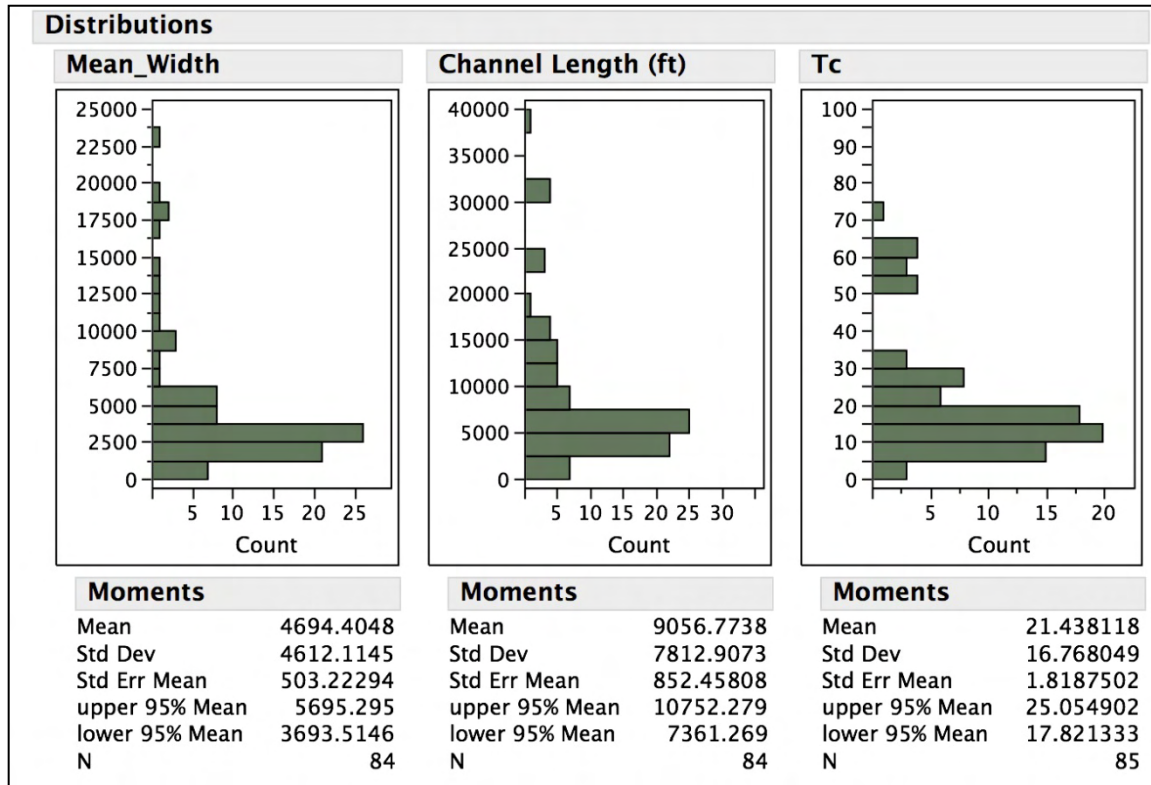 Distributions
Mean_Width
25000
22500
20000
17500
15000
12500
10000
7500
5000
2500
0
5 10 15 20 25
Count
Moments
Mean 4694.4048
Std Dev 4612.1145
Std Err Mean 503.22294
upper 95% Mean 5695.295
lower 95% Mean 3693.5146
N 84
Channel Length (ft)
40000
35000
30000
25000
20000
15000
10000
5000
0
5 10 15 20 25 30
Count
Moments
Mean 9056.7738
Std Dev 7812.9073
Std Err Mean 852.45808
upper 95% Mean 10752.279
lower 95% Mean 7361.269
N 84
Tc
100
90
80
70
60
50
40
30
20
10
0
5 10 15 20
Count
Moments
Mean 21.438118
Std Dev 16.768049
Std Err Mean 1.8187502
upper 95% Mean 25.054902
lower 95% Mean 17.821333
N 85